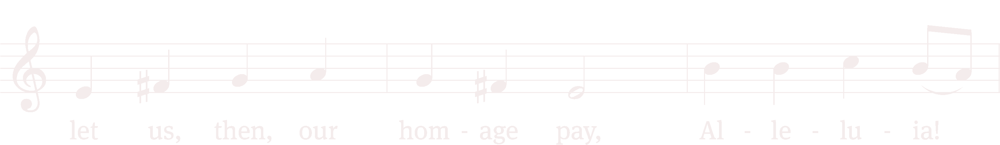 let us, then, our hom - age pay, Al - le - lu - ia!